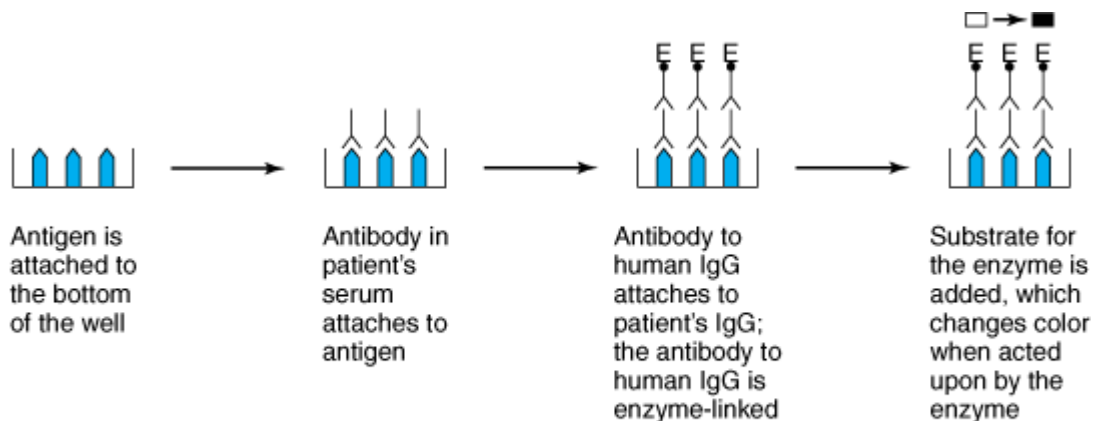 E E E
E E E
Antigen is
attached to
the bottom
of the well
Antibody in
patient's
serum
attaches to
antigen
Antibody to
human IgG
attaches to
patient's IgG;
the antibody to
human IgG is
enzyme-linked
Substrate for
the enzyme is
added, which
changes color
when acted
upon by the
enzyme